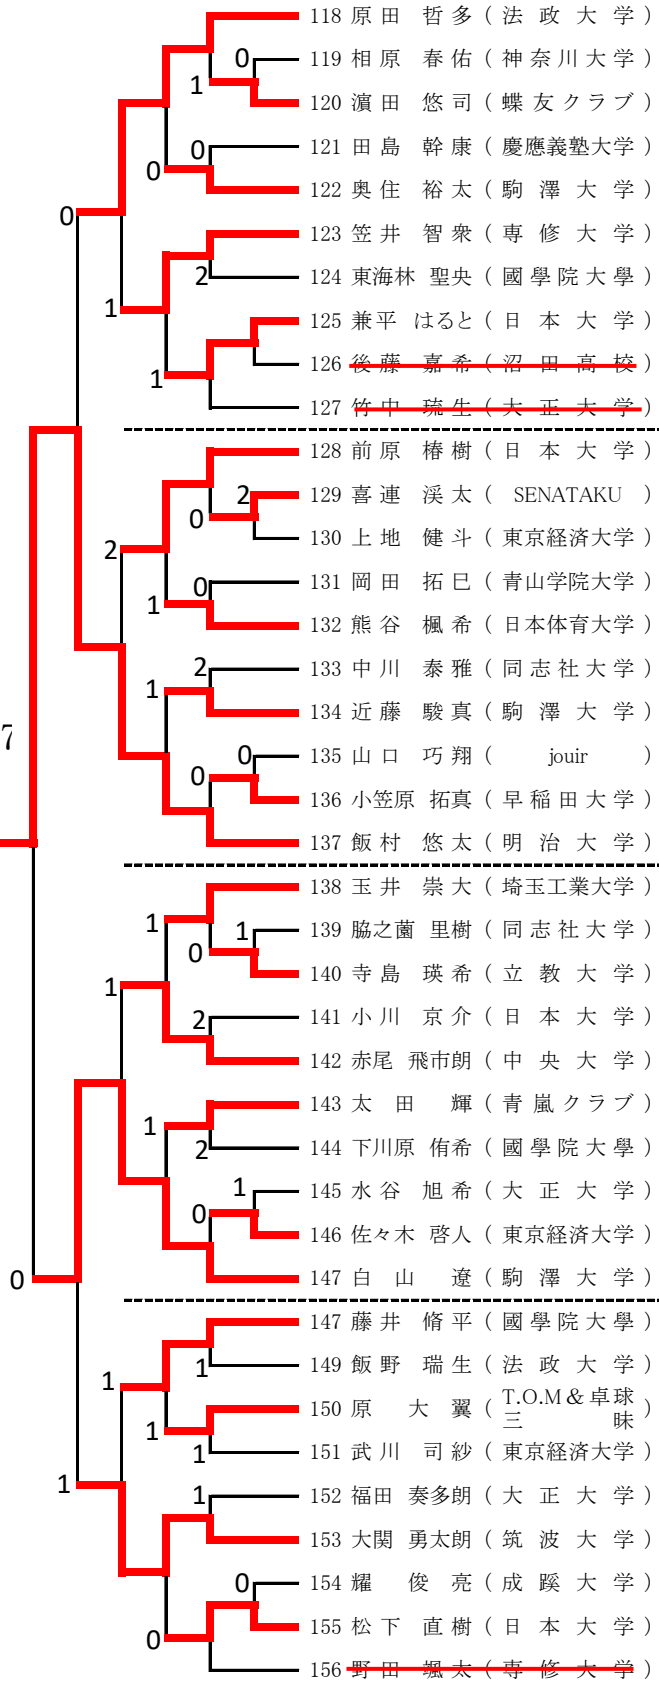 118 原田 哲多 ( 法政大学 )
0 119 相原 春佑 ( 神奈川大学 )
1
120 濵田 悠司 ( 蝶友クラブ )
0 121 田島 幹康 ( 慶應義塾大学 )
0
122 奥住 裕太 ( 駒澤大学 )
0
123 笠井 智衆 ( 専修大学 )
2 124 東海林 聖央 ( 國學院大學 )
1
125 兼平 はると ( 日本大学 )
126 後藤 嘉希 ( 沼田高校 )
1
127 竹中 琉生 ( 大正大学 )
128 前原 椿樹 ( 日本大学 )
2 129 喜連 渓太 ( SENATAKU )
0
130 上地 健斗 ( 東京経済大学 )
2
0 131 岡田 拓巳 ( 青山学院大学 )
1
132 熊谷 楓希 ( 日本体育大学 )
2 133 中川 泰雅 ( 同志社大学 )
1
134 近藤 駿真 ( 駒澤大学 )
7
0 135 山口 巧翔 ( jouir )
0
136 小笠原 拓真 ( 早稲田大学 )
137 飯村 悠太 ( 明治大学 )
138 玉井 崇大 ( 埼玉工業大学 )
1
1 139 脇之薗 里樹 ( 同志社大学 )
0
140 寺島 瑛希 ( 立教大学 )
1
2 141 小川 京介 ( 日本大学 )
142 赤尾 飛市朗 ( 中央大学 )
143 太田 輝 ( 青嵐クラブ )
1
2 144 下川原 侑希 ( 國學院大學 )
1 145 水谷 旭希 ( 大正大学 )
0
146 佐々木 啓人 ( 東京経済大学 )
0
147 白山 遼 ( 駒澤大学 )
147 藤井 脩平 ( 國學院大學 )
1 149 飯野 瑞生 ( 法政大学 )
1
150 原 大翼 ( T.O.M&卓球三昧 )
1
1 151 武川 司紗 ( 東京経済大学 )
1
1 152 福田 奏多朗 ( 大正大学 )
153 大関 勇太朗 ( 筑波大学 )
0 154 耀 俊亮 ( 成蹊大学 )
155 松下 直樹 ( 日本大学 )
0
156 野田 颯太 ( 専修大学 )